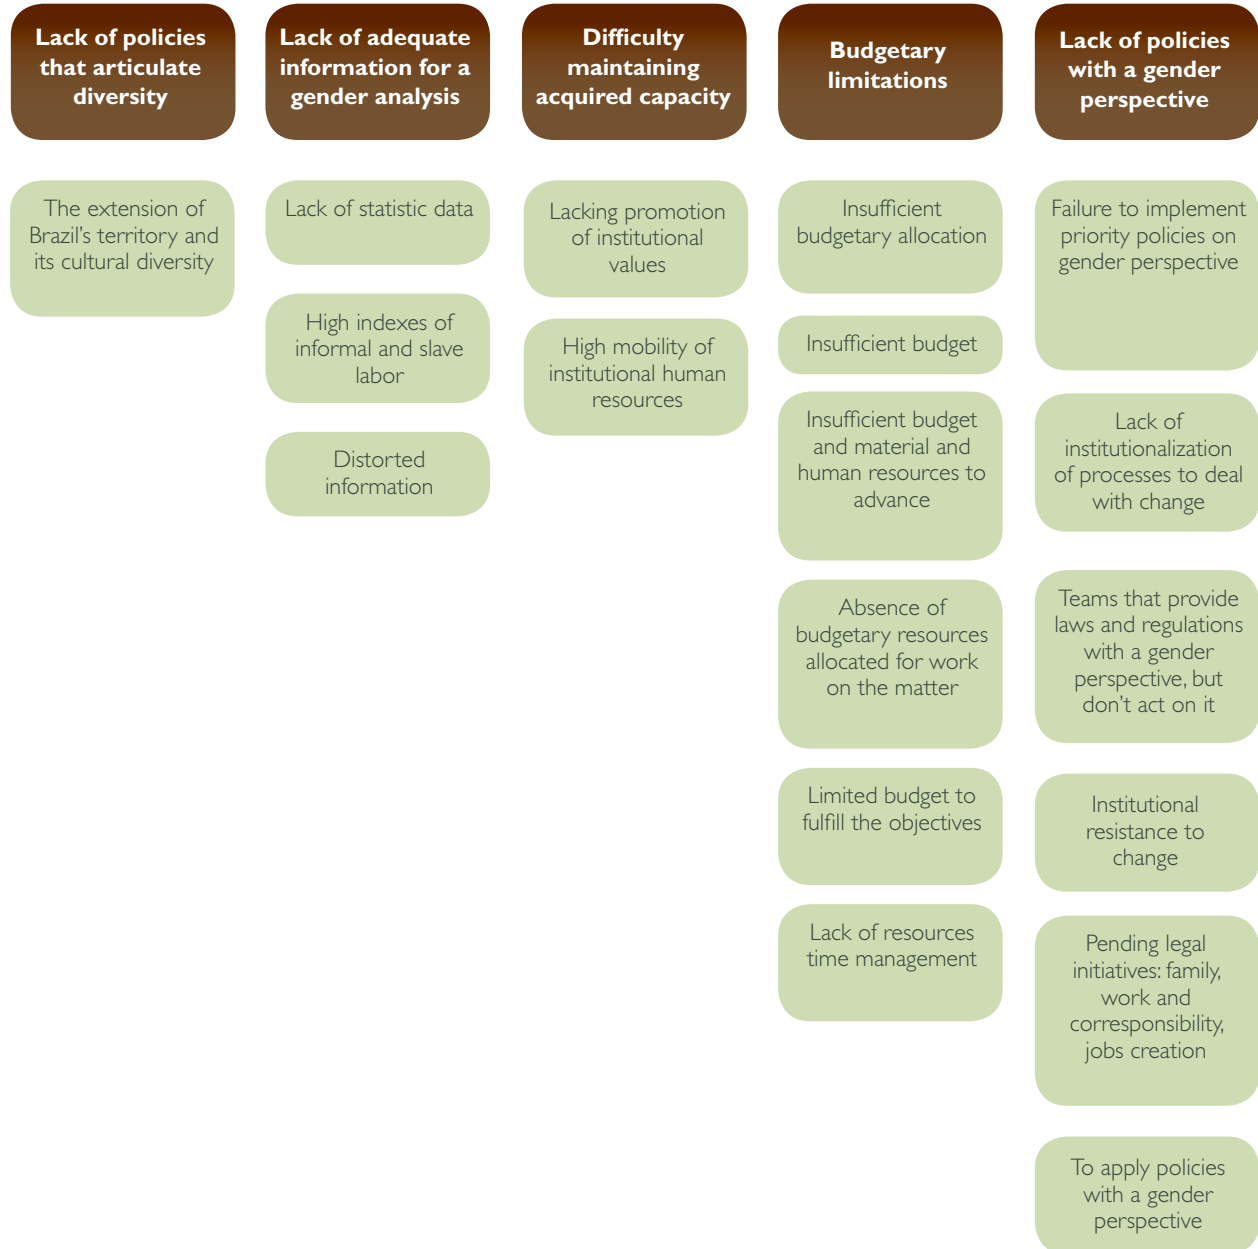 Lack of policies
that articulate
diversity
The extension of
Brazil's territory and
its cultural diversity
Lack of adequate
information for a
gender analysis
Lack of statistic data
High indexes of
informal and slave
labor
Distorted
information
Difficulty
maintaining
acquired capacity
Lacking promotion
of institutional
values
High mobility of
institutional human
resources
Budgetary
limitations
Insufficient
budgetary allocation
Insufficient budget
Insufficient budget
and material and
human resources to
advance
Absence of
budgetary resources
allocated for work
on the matter
Limited budget to
fulfill the objectives
Lack of resources
time management
Lack of policies
with a gender
perspective
Failure to implement
priority policies on
gender perspective
Lack of
institutionalization
of processes to deal
with change
Teams that provide
laws and regulations
with a gender
perspective, but
don't act on it
Institutional
resistance to
change
Pending legal
initiatives: family,
work and
corresponsibility,
jobs creation
To apply policies
with a gender
perspective